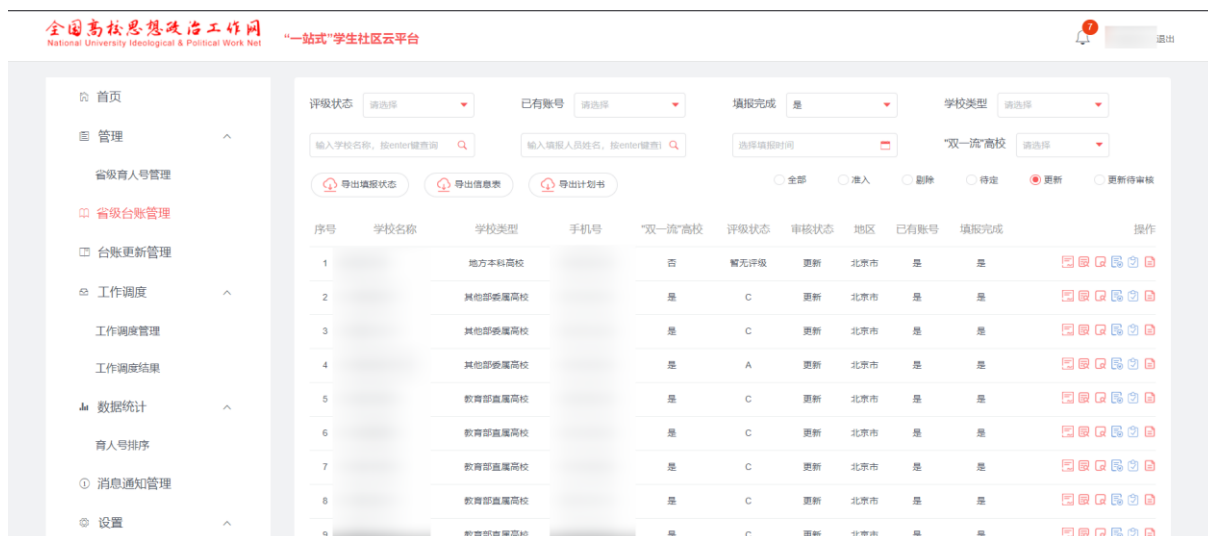 全国高校思想政治工作网
National University Ideological & Political Work Net
“一站式”学生社区云平台
7
退出
首页
管理
省级育人号管理
省级台账管理
台账更新管理
工作调度
工作调度管理
工作调度结果
数据统计
育人号排序
消息通知管理
设置
评级状态 请选择 已有账号 请选择 填报完成 是 学校类型 请选择
输入学校名称，按enter键查询 输入填报人员姓名，按enter键查 选择填报时间 “双一流”高校 请选择
导出填报状态 导出信息表 导出计划书 全部 准入 剔除 待定 更新 更新待审核
序号 学校名称 学校类型 手机号 “双一流”高校 评级状态 审核状态 地区 已有账号 填报完成 操作
1 地方本科高校 否 暂无评级 更新 北京市 是 是
2 其他部委属高校 是 C 更新 北京市 是 是
3 其他部委属高校 是 C 更新 北京市 是 是
4 其他部委属高校 是 A 更新 北京市 是 是
5 教育部直属高校 是 C 更新 北京市 是 是
6 教育部直属高校 是 C 更新 北京市 是 是
7 教育部直属高校 是 C 更新 北京市 是 是
8 教育部直属高校 是 C 更新 北京市 是 是
9 教育部直属高校 是 C 更新 北京市 是 是